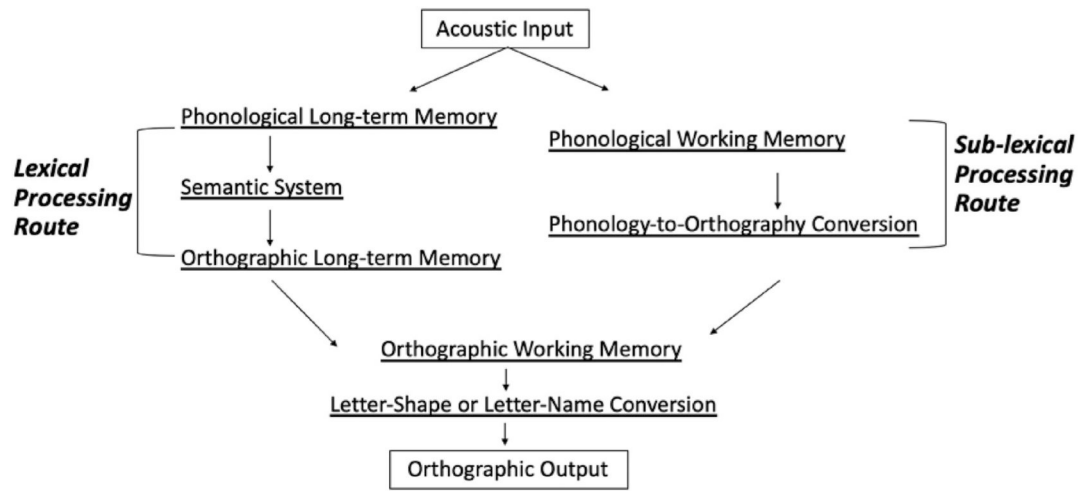 Acoustic Input
Phonological Long-term Memory
Semantic System
Orthographic Long-term Memory
Lexical
Processing
Route
Phonological Working Memory
Phonology-to-Orthography Conversion
Sub-lexical
Processing
Route
Orthographic Working Memory
Letter-Shape or Letter-Name Conversion
Orthographic Output